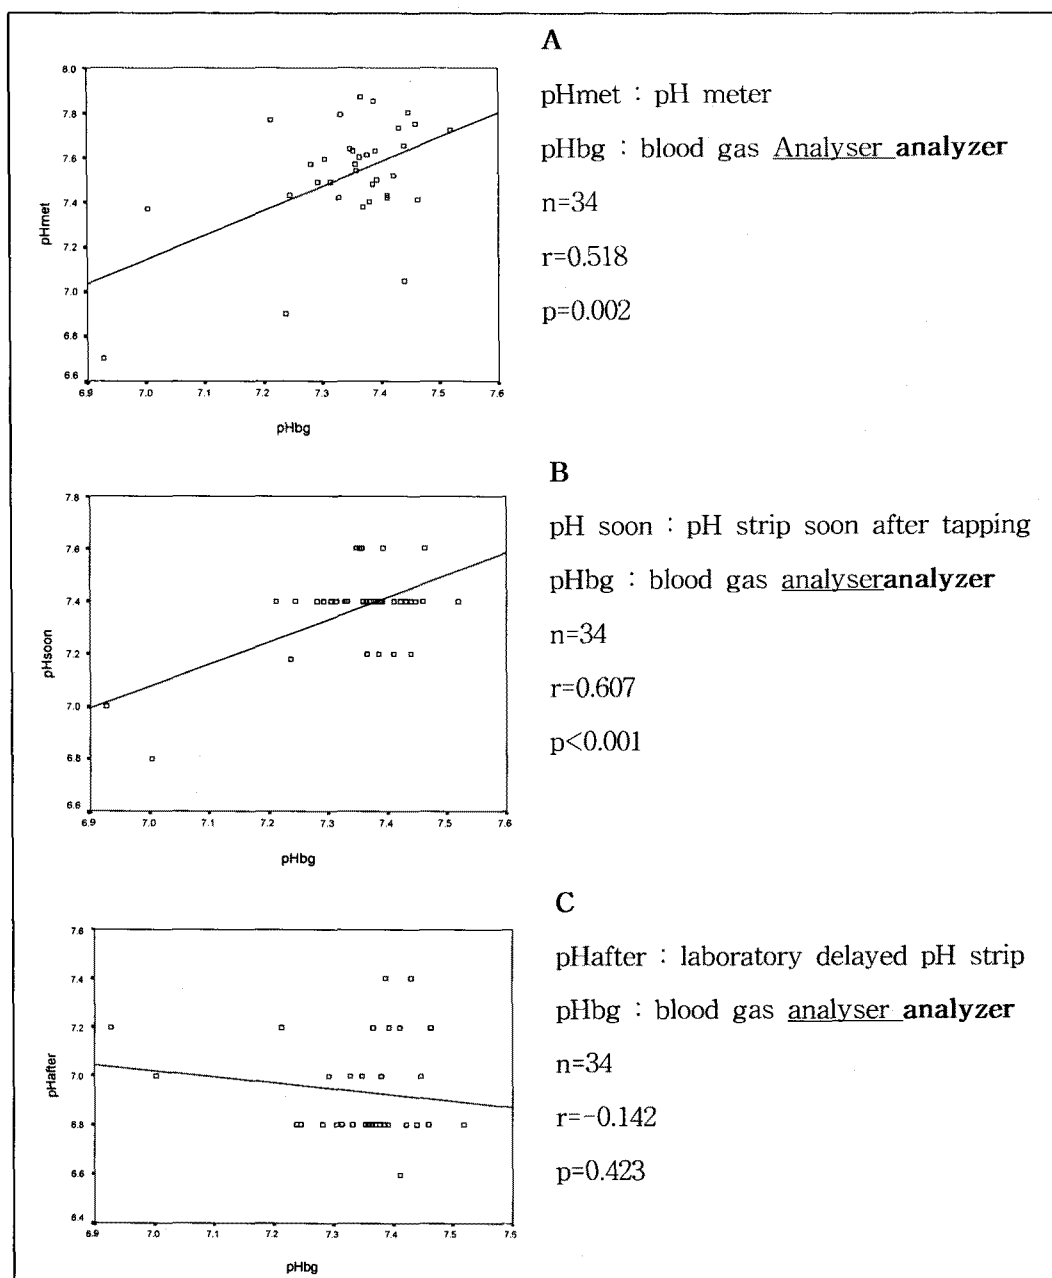 A
pHmet : pH meter
pHbg : blood gas Analyser analyzer
n=34
r=0.518
p=0.002
8.0
7.8
7.6
7.4
7.2
7.0
6.8
6.6
pHmet
6.9 7.0 7.1 7.2 7.3 7.4 7.5 7.6
pHbg
B
pH soon : pH strip soon after tapping
pHbg : blood gas analyseranalyzer
n=34
r=0.607
p<0.001
7.8
7.6
7.4
7.2
7.0
6.8
6.6
pHsoon
6.9 7.0 7.1 7.2 7.3 7.4 7.5 7.6
pHbg
C
pHafter : laboratory delayed pH strip
pHbg : blood gas analyser analyzer
n=34
r=-0.142
p=0.423
7.6
7.4
7.2
7.0
6.8
6.6
6.4
pHafter
6.9 7.0 7.1 7.2 7.3 7.4 7.5 7.6
pHbg